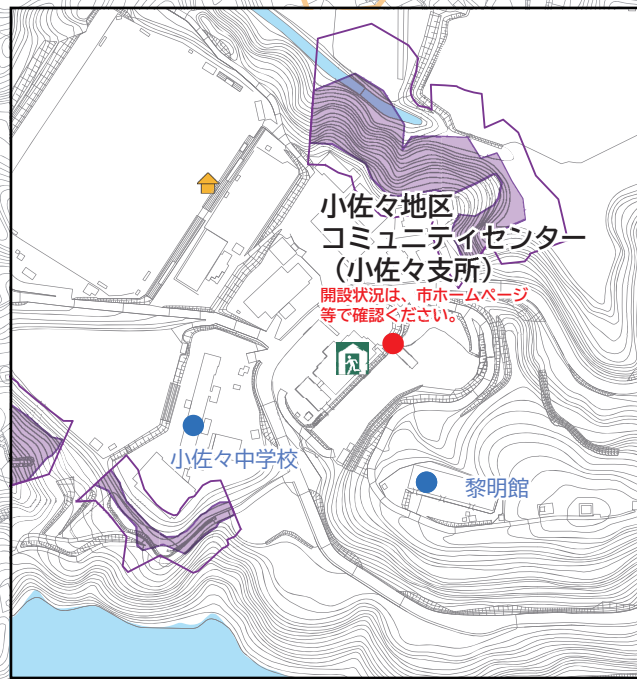 小佐々地区
コミュニティセンター
（小佐々支所）
開設状況は、市ホームページ
等で確認ください。
小佐々中学校
黎明館